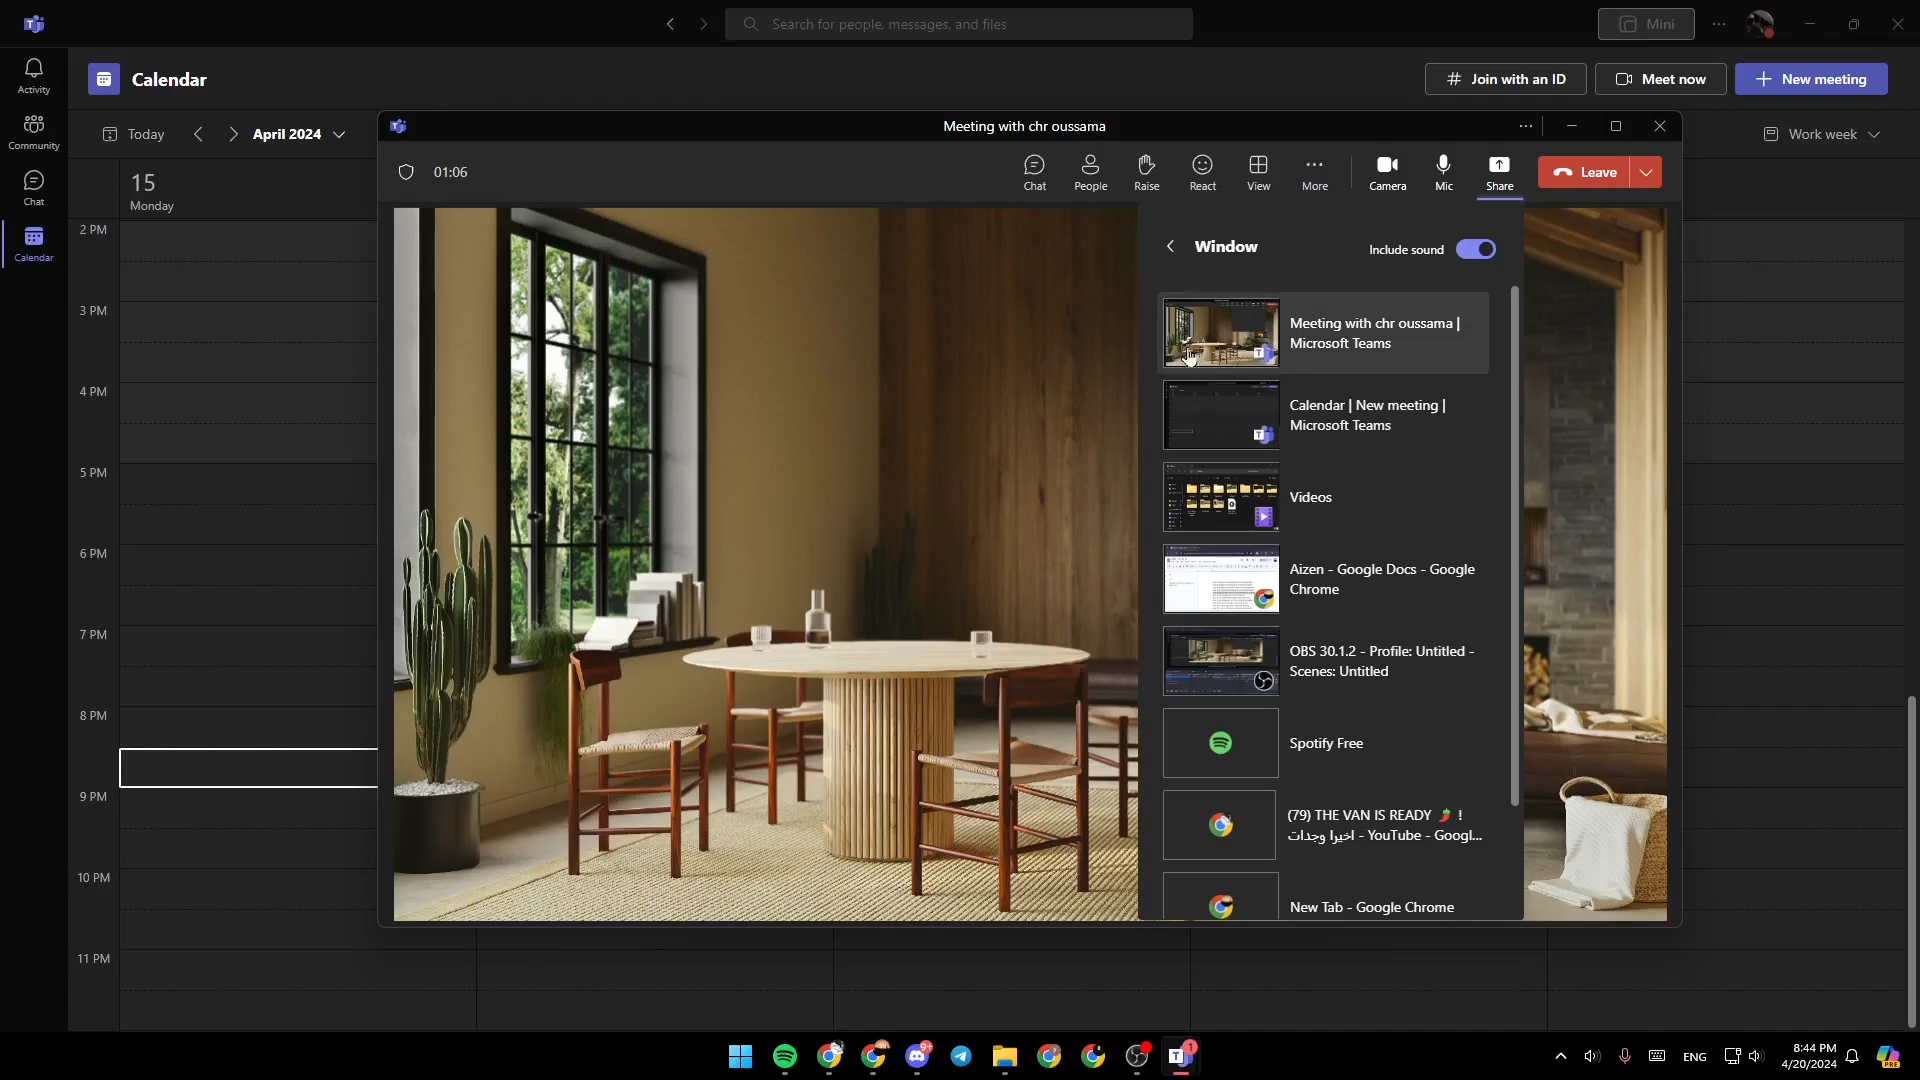 Search for people, messages, and files
Mini
Activity
Community
Chat
Calendar
Calendar
Join with an ID
Meet now
New meeting
Today
April 2024
Work week
15
Monday
2 PM
3 PM
4 PM
5 PM
6 PM
7 PM
8 PM
9 PM
10 PM
11 PM
Meeting with chr oussama
01:06
Chat
People
Raise
React
View
More
Camera
Mic
Share
Leave
Window
Include sound
Meeting with chr oussama |
Microsoft Teams
Calendar | New meeting |
Microsoft Teams
Videos
Aizen - Google Docs - Google
Chrome
OBS 30.1.2 - Profile: Untitled -
Scenes: Untitled
Spotify Free
(79) THE VAN IS READY 🌶️ !
اخيرا وجدات - YouTube - Googl...
New Tab - Google Chrome
9+
1
ENG
8:44 PM
4/20/2024
PRE